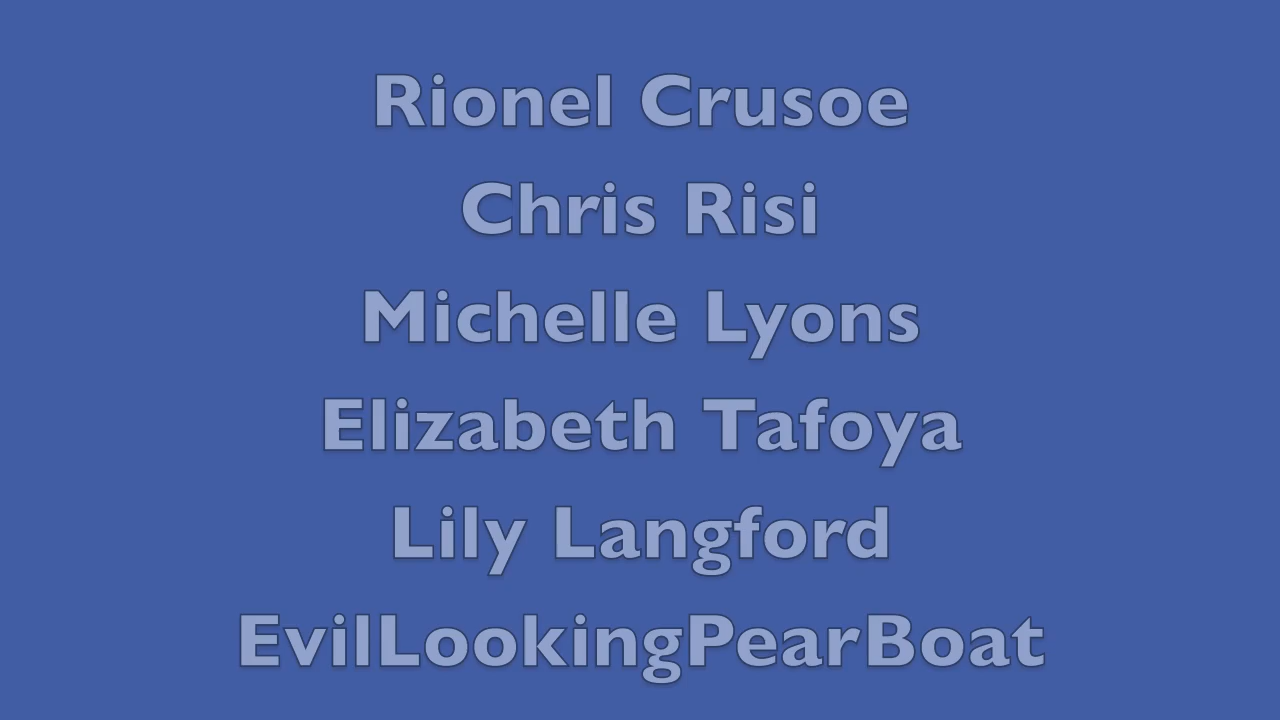 Rionel Crusoe
Chris Risi
Michelle Lyons
Elizabeth Tafoya
Lily Langford
EvilLookingPearBoat